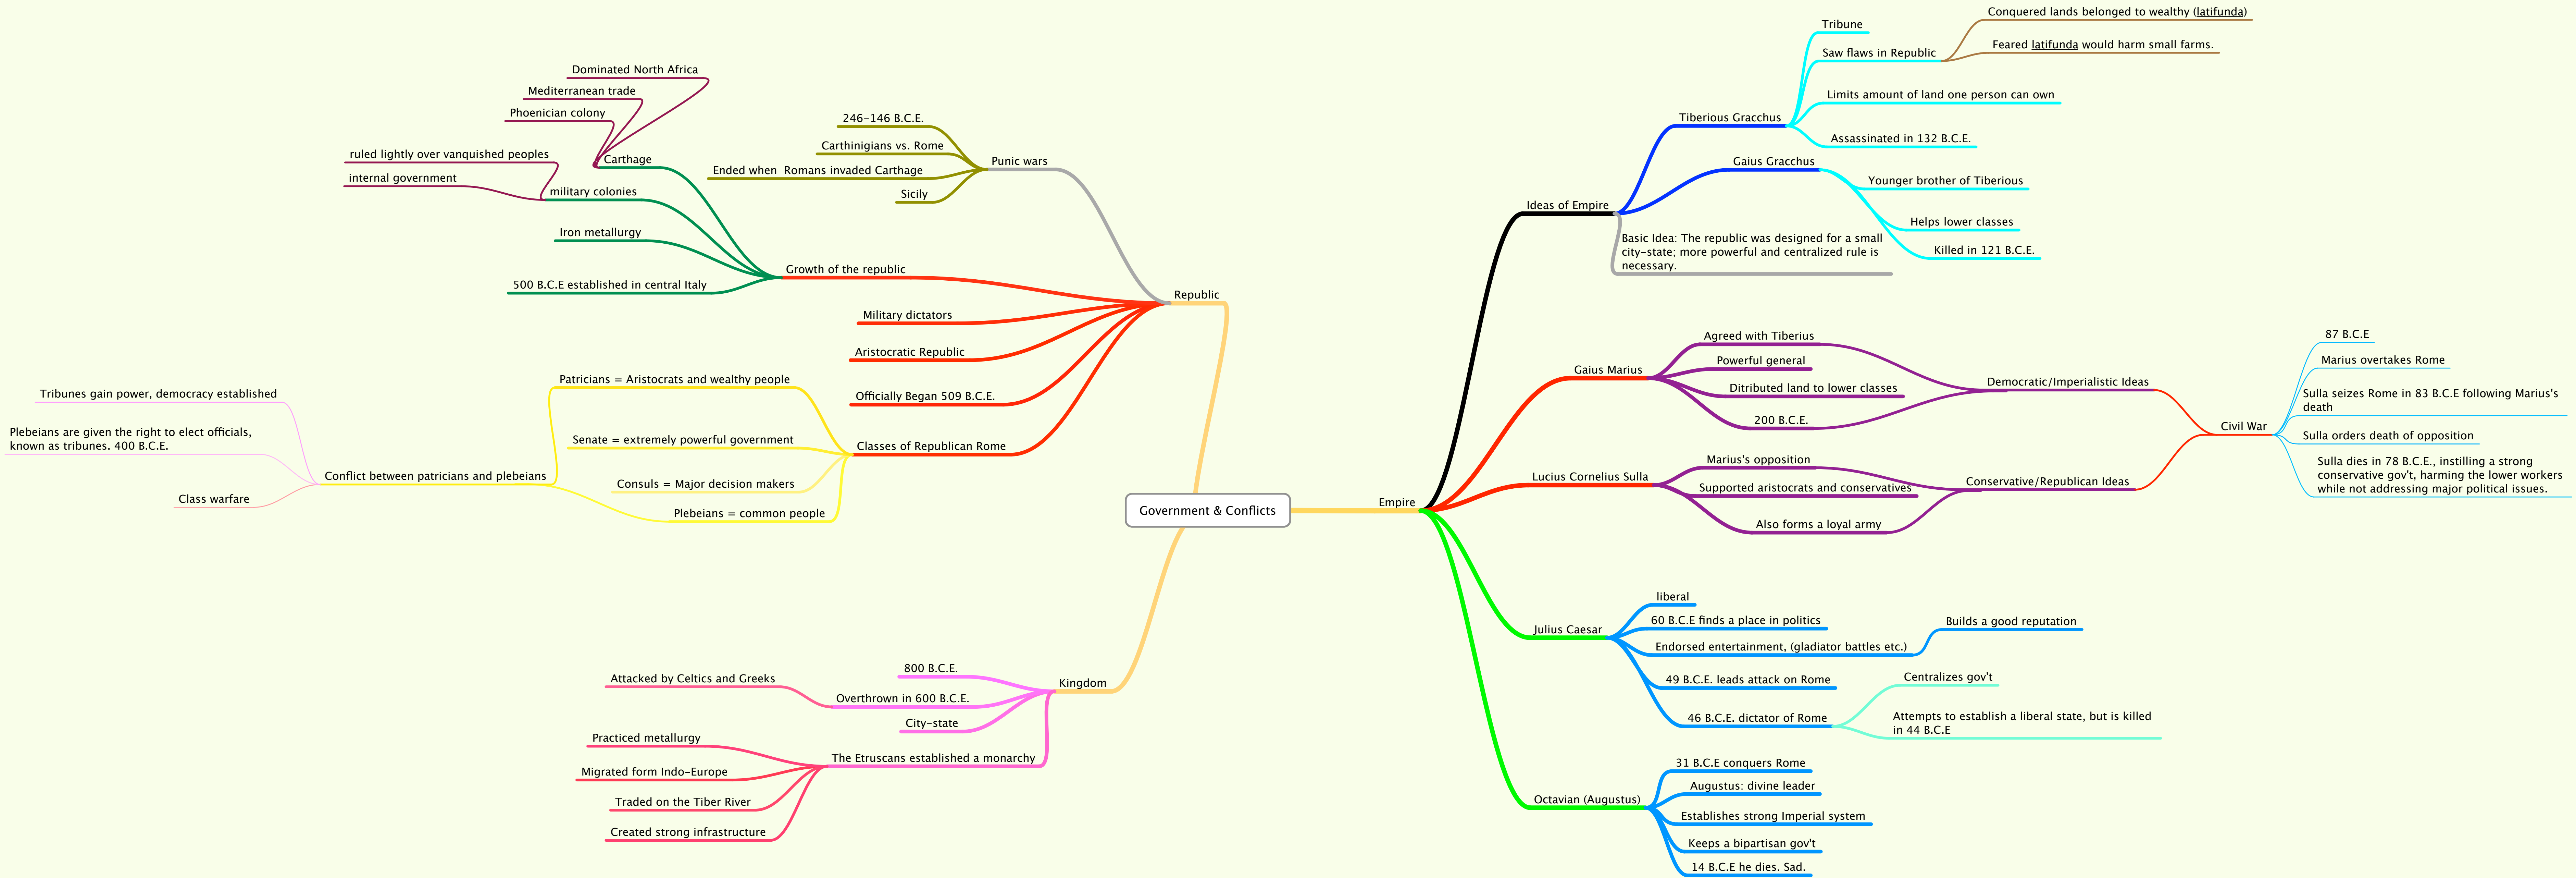 Government & Conflicts
Republic
Punic wars
246-146 B.C.E.
Carthinigians vs. Rome
Ended when  Romans invaded Carthage
Sicily
Growth of the republic
Carthage
Dominated North Africa
Mediterranean trade
Phoenician colony
military colonies
ruled lightly over vanquished peoples
internal government
Iron metallurgy
500 B.C.E established in central Italy
Military dictators
Aristocratic Republic
Officially Began 509 B.C.E.
Classes of Republican Rome
Patricians = Aristocrats and wealthy people
Senate = extremely powerful government
Consuls = Major decision makers
Plebeians = common people
Conflict between patricians and plebeians
Tribunes gain power, democracy established
Plebeians are given the right to elect officials,
known as tribunes. 400 B.C.E.
Class warfare
Kingdom
800 B.C.E.
Overthrown in 600 B.C.E.
Attacked by Celtics and Greeks
City-state
The Etruscans established a monarchy
Practiced metallurgy
Migrated form Indo-Europe
Traded on the Tiber River
Created strong infrastructure
Empire
Ideas of Empire
Tiberious Gracchus
Tribune
Saw flaws in Republic
Conquered lands belonged to wealthy (latifunda)
Feared latifunda would harm small farms.
Limits amount of land one person can own
Assassinated in 132 B.C.E.
Gaius Gracchus
Younger brother of Tiberious
Helps lower classes
Killed in 121 B.C.E.
Basic Idea: The republic was designed for a small
city-state; more powerful and centralized rule is
necessary.
Gaius Marius
Agreed with Tiberius
Powerful general
Ditributed land to lower classes
200 B.C.E.
Democratic/Imperialistic Ideas
Lucius Cornelius Sulla
Marius's opposition
Supported aristocrats and conservatives
Also forms a loyal army
Conservative/Republican Ideas
Civil War
87 B.C.E
Marius overtakes Rome
Sulla seizes Rome in 83 B.C.E following Marius's
death
Sulla orders death of opposition
Sulla dies in 78 B.C.E., instilling a strong
conservative gov't, harming the lower workers
while not addressing major political issues.
Julius Caesar
liberal
60 B.C.E finds a place in politics
Endorsed entertainment, (gladiator battles etc.)
Builds a good reputation
49 B.C.E. leads attack on Rome
46 B.C.E. dictator of Rome
Centralizes gov't
Attempts to establish a liberal state, but is killed
in 44 B.C.E
Octavian (Augustus)
31 B.C.E conquers Rome
Augustus: divine leader
Establishes strong Imperial system
Keeps a bipartisan gov't
14 B.C.E he dies. Sad.